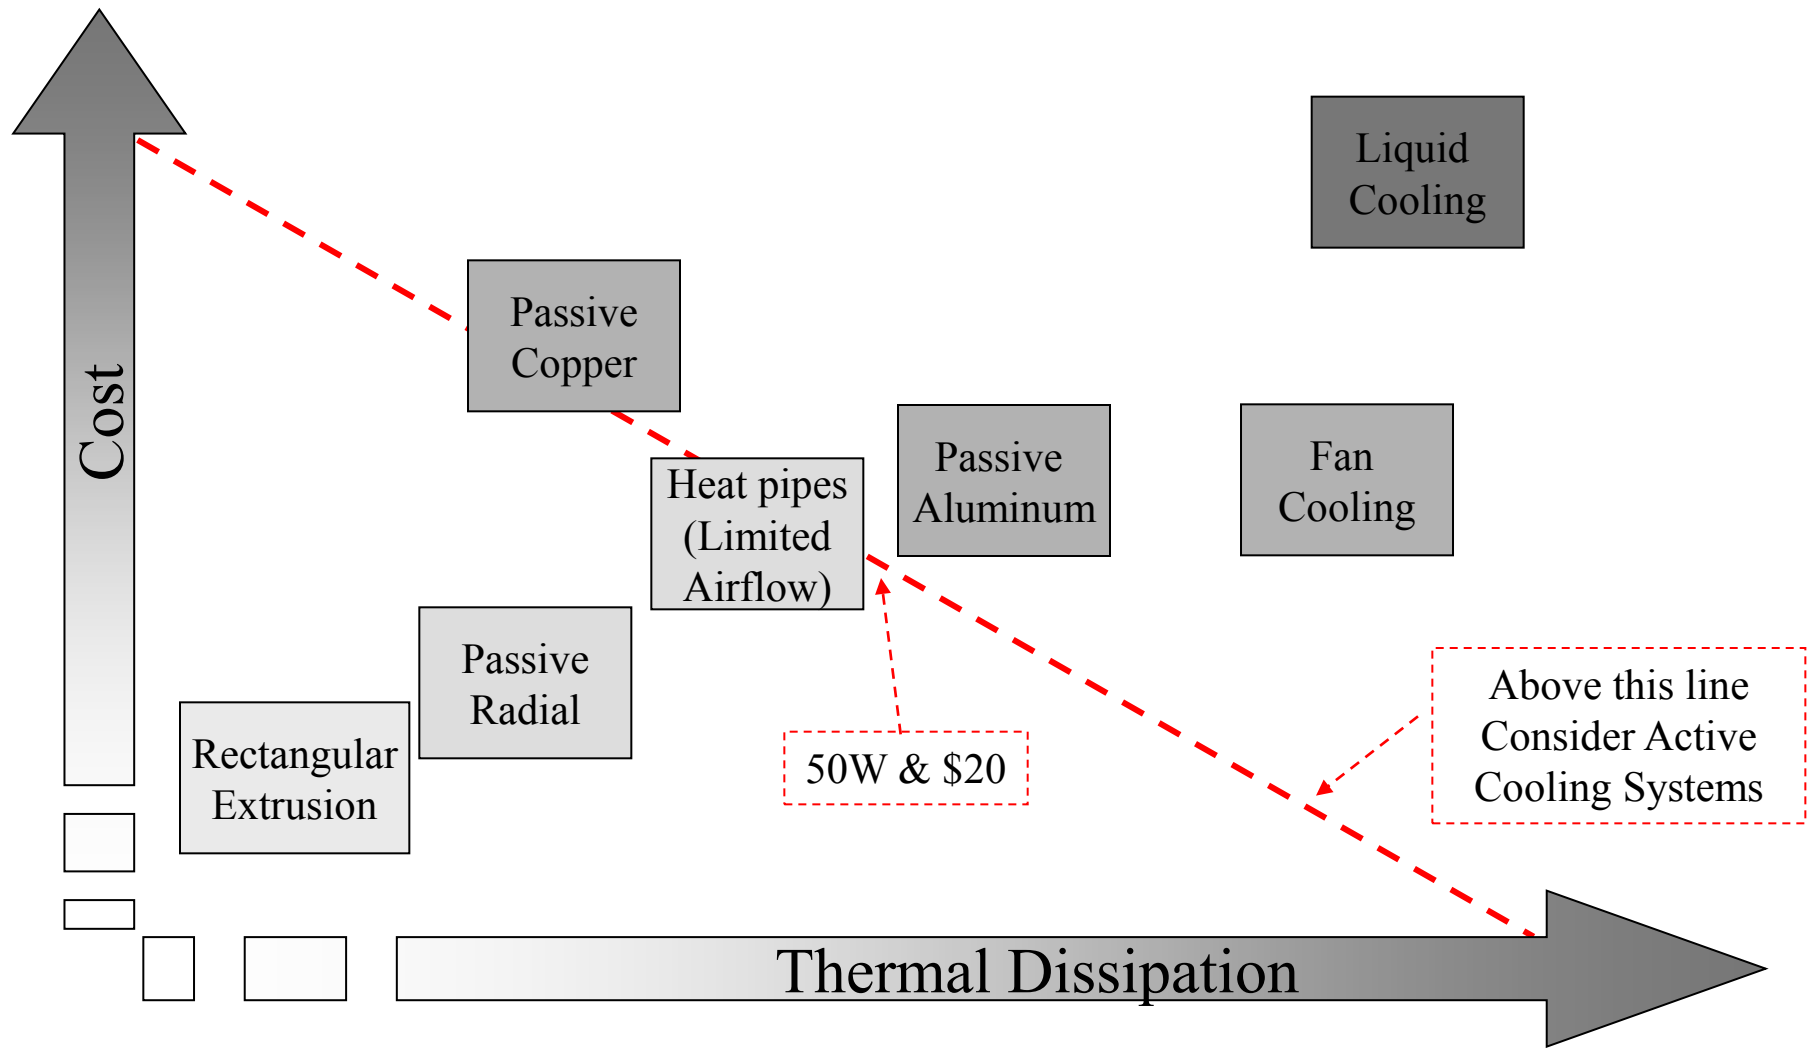 Liquid
Cooling
Passive
Copper
Cost
Passive
Aluminum
Fan
Cooling
Heat pipes
(Limited
Airflow)
Passive
Radial
Above this line
Consider Active
Cooling Systems
Rectangular
Extrusion
50W & $20
Thermal Dissipation